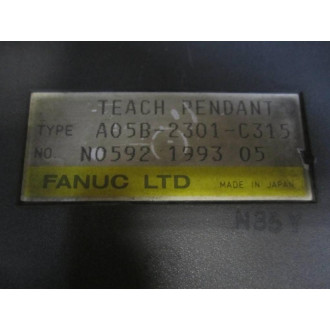 TEACH PENDANT
TYPE A05B-2301-C315
NO. N0592 1993 05
FANUC LTD MADE IN JAPAN